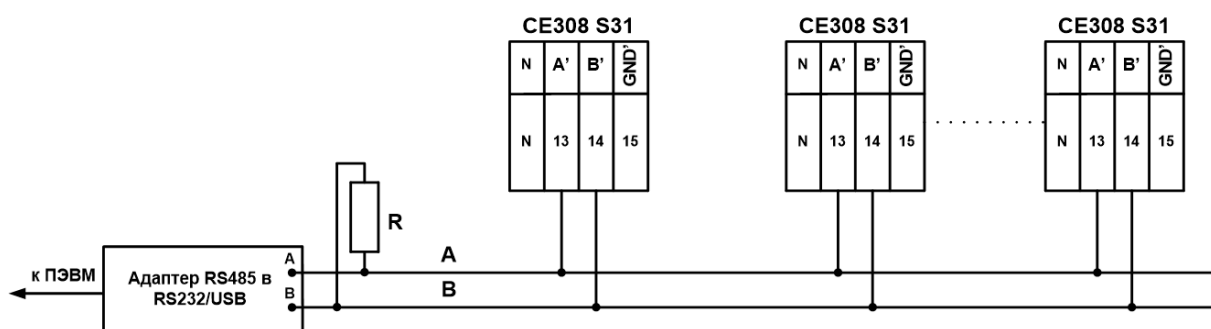 CE308 S31
CE308 S31
CE308 S31
N A' B' GND'
N A' B' GND'
N A' B' GND'
N 13 14 15
N 13 14 15
N 13 14 15
R
A
B
к ПЭВМ
Адаптер RS485 в
RS232/USB
A
B